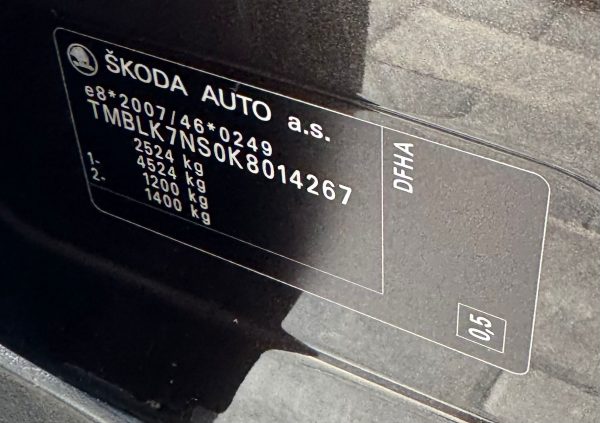 ŠKODA AUTO a.s.
e8*2007/46*0249
TMBLK7NS0K8014267
2524 kg
4524 kg
1- 1200 kg
2- 1400 kg
DFHA
0,5